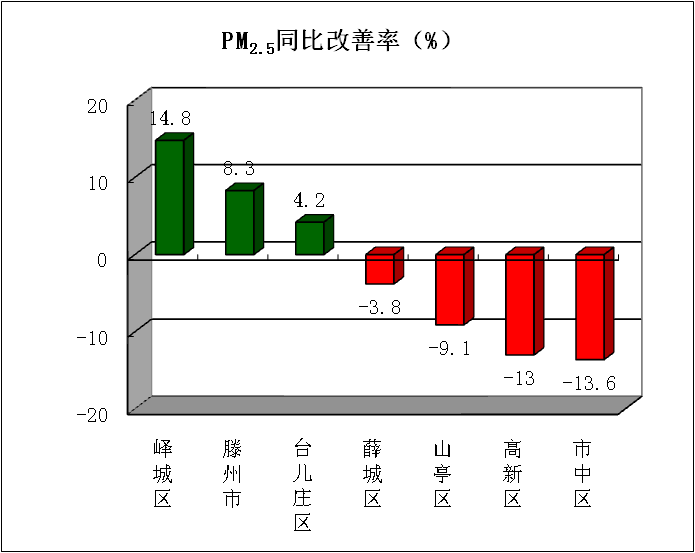 PM2.5同比改善率（%）
20
10
0
-10
-20
14.8
8.3
4.2
-3.8
-9.1
-13
-13.6
峄城区
滕州市
台儿庄区
薛城区
山亭区
高新区
市中区